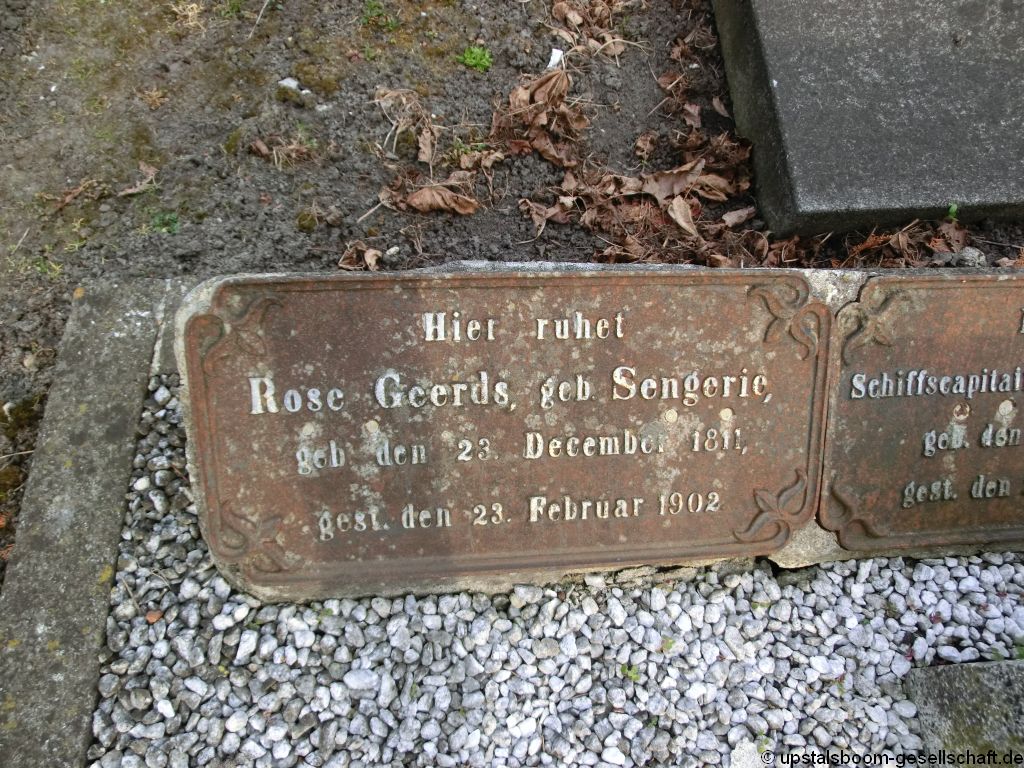 Hier ruhet
Rose Geerds, geb. Sengerie,
geb. den 23. December 1811,
gest. den 23. Februar 1902
Schiffscapitai
geb. den
gest. den
© upstalsboom-gesellschaft.de